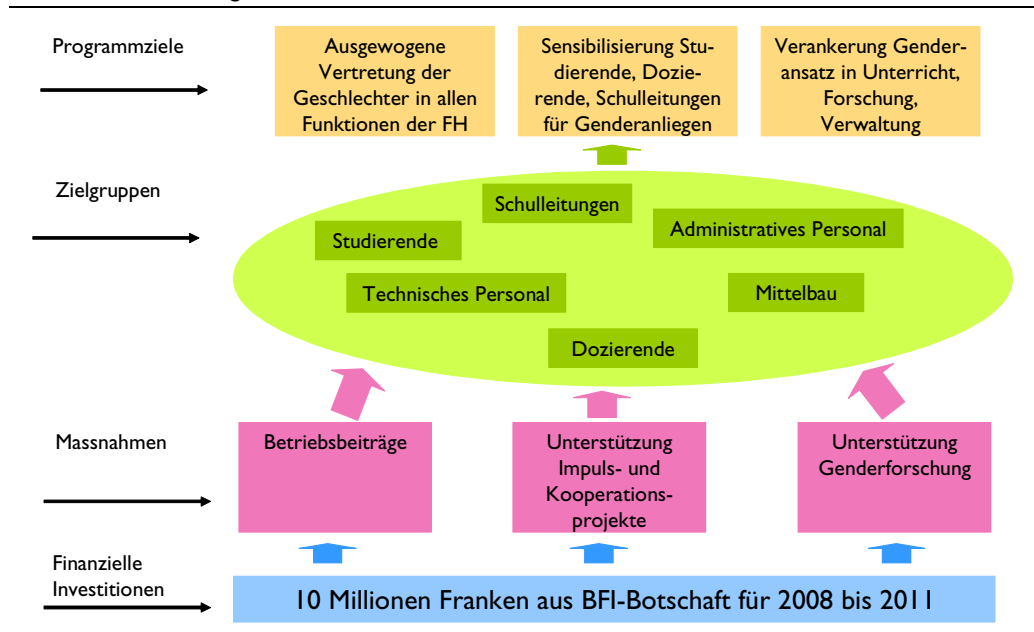 Programmziele
Ausgewogene
Vertretung der
Geschlechter in allen
Funktionen der FH
Sensibilisierung Stu-
dierende, Dozie-
rende, Schulleitungen
für Genderanliegen
Verankerung Gender-
ansatz in Unterricht,
Forschung,
Verwaltung
Zielgruppen
Schulleitungen
Studierende
Administratives Personal
Technisches Personal
Mittelbau
Dozierende
Massnahmen
Betriebsbeiträge
Unterstützung
Impuls- und
Kooperations-
projekte
Unterstützung
Genderforschung
Finanzielle
Investitionen
10 Millionen Franken aus BFI-Botschaft für 2008 bis 2011